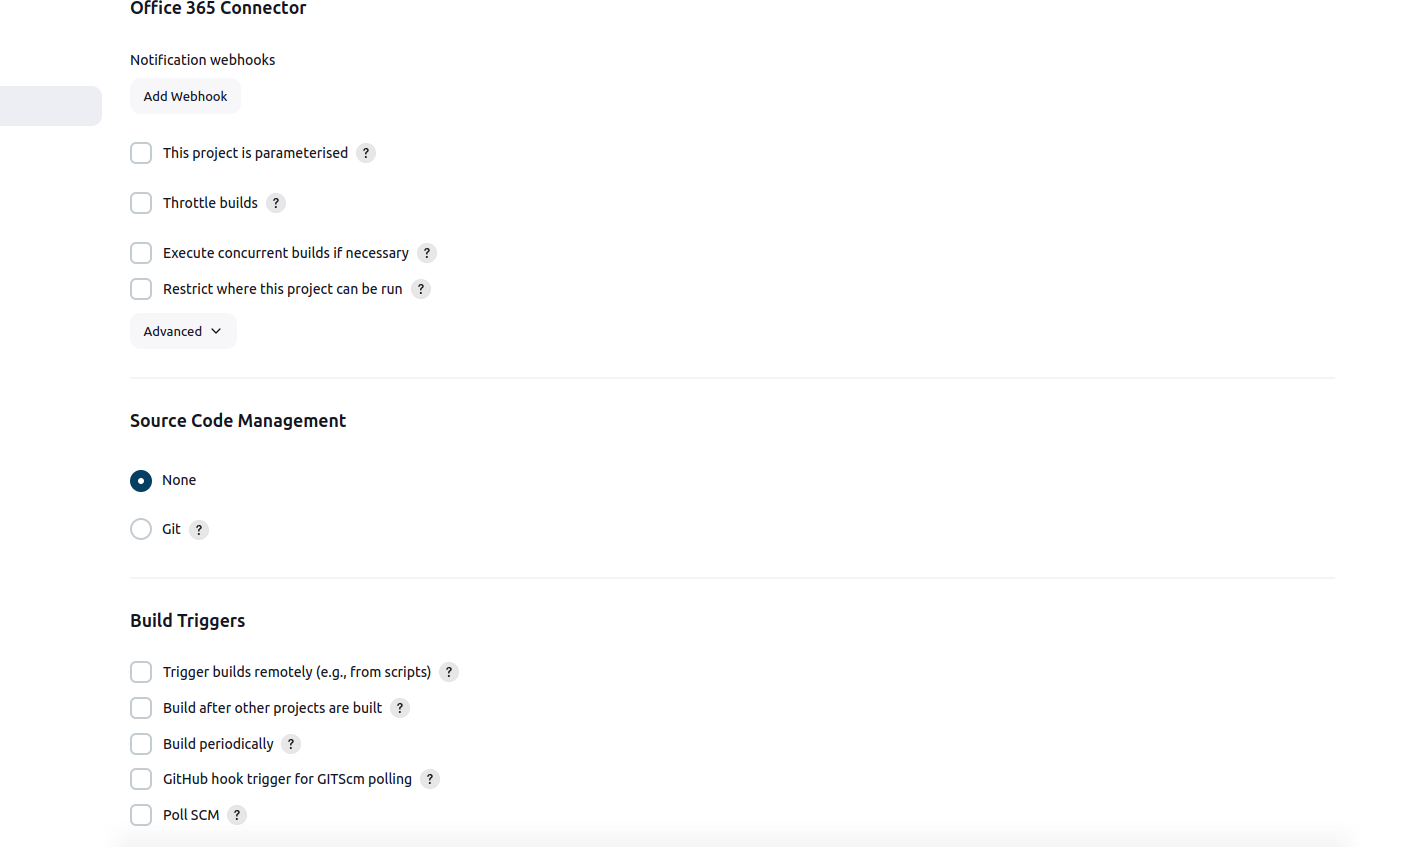 Office 365 Connector
Notification webhooks
Add Webhook
This project is parameterised ?
Throttle builds ?
Execute concurrent builds if necessary ?
Restrict where this project can be run ?
Advanced
Source Code Management
None
Git ?
Build Triggers
Trigger builds remotely (e.g., from scripts) ?
Build after other projects are built ?
Build periodically ?
GitHub hook trigger for GITScm polling ?
Poll SCM ?